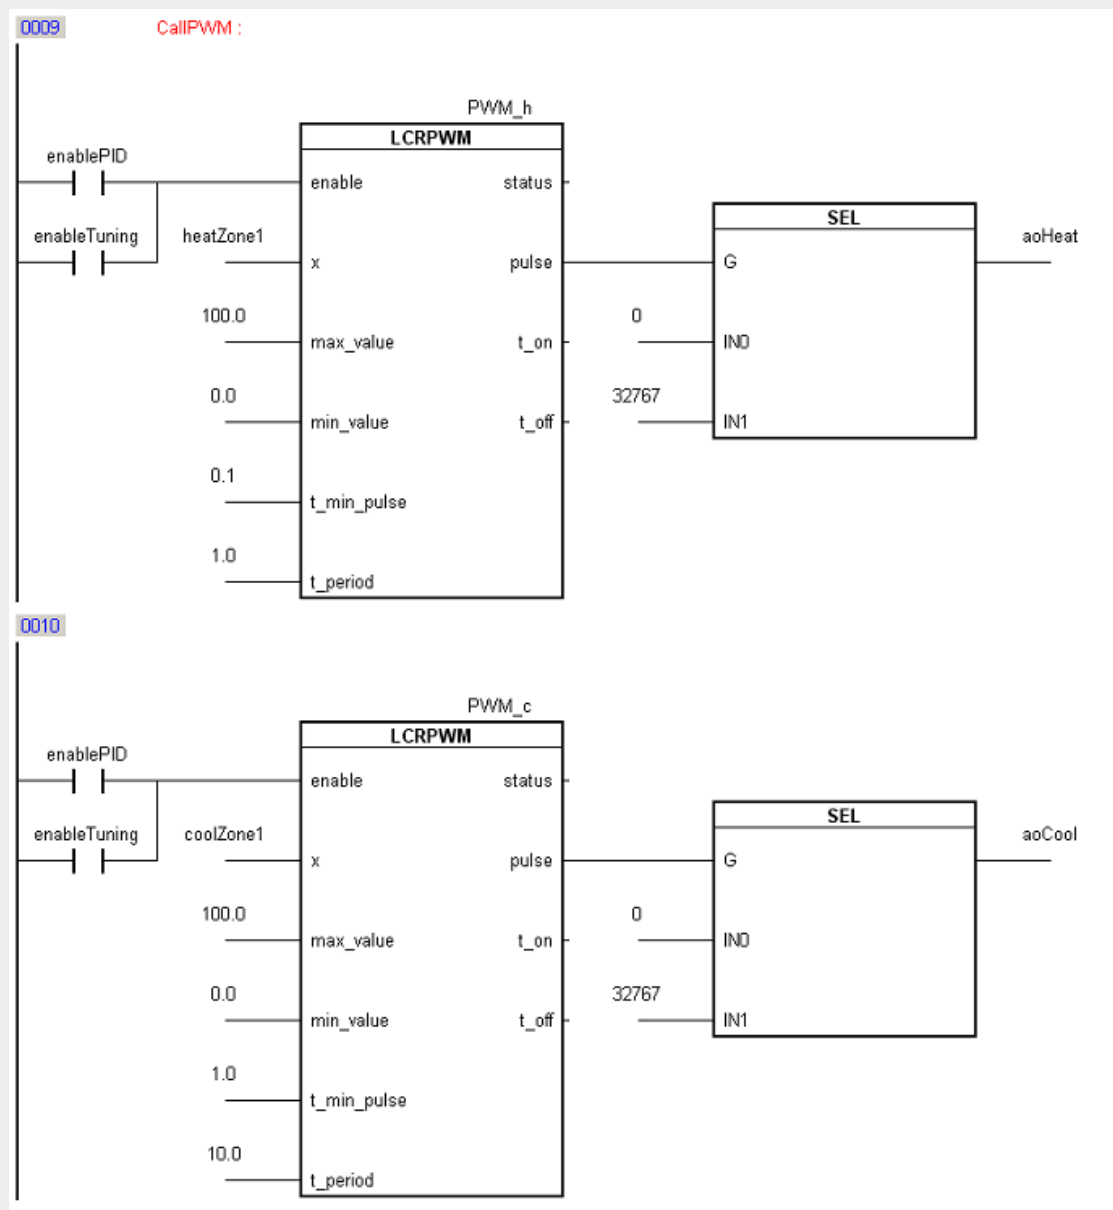 0009 CallPWM :
PWM_h
LCRPWM
enablePID
enable status
SEL
enableTuning heatZone1 aoHeat
x pulse G
100.0 0
max_value t_on IN0
0.0 32767
min_value t_off IN1
0.1
t_min_pulse
1.0
t_period
0010
PWM_c
LCRPWM
enablePID
enable status
SEL
enableTuning coolZone1 aoCool
x pulse G
100.0 0
max_value t_on IN0
0.0 32767
min_value t_off IN1
1.0
t_min_pulse
10.0
t_period